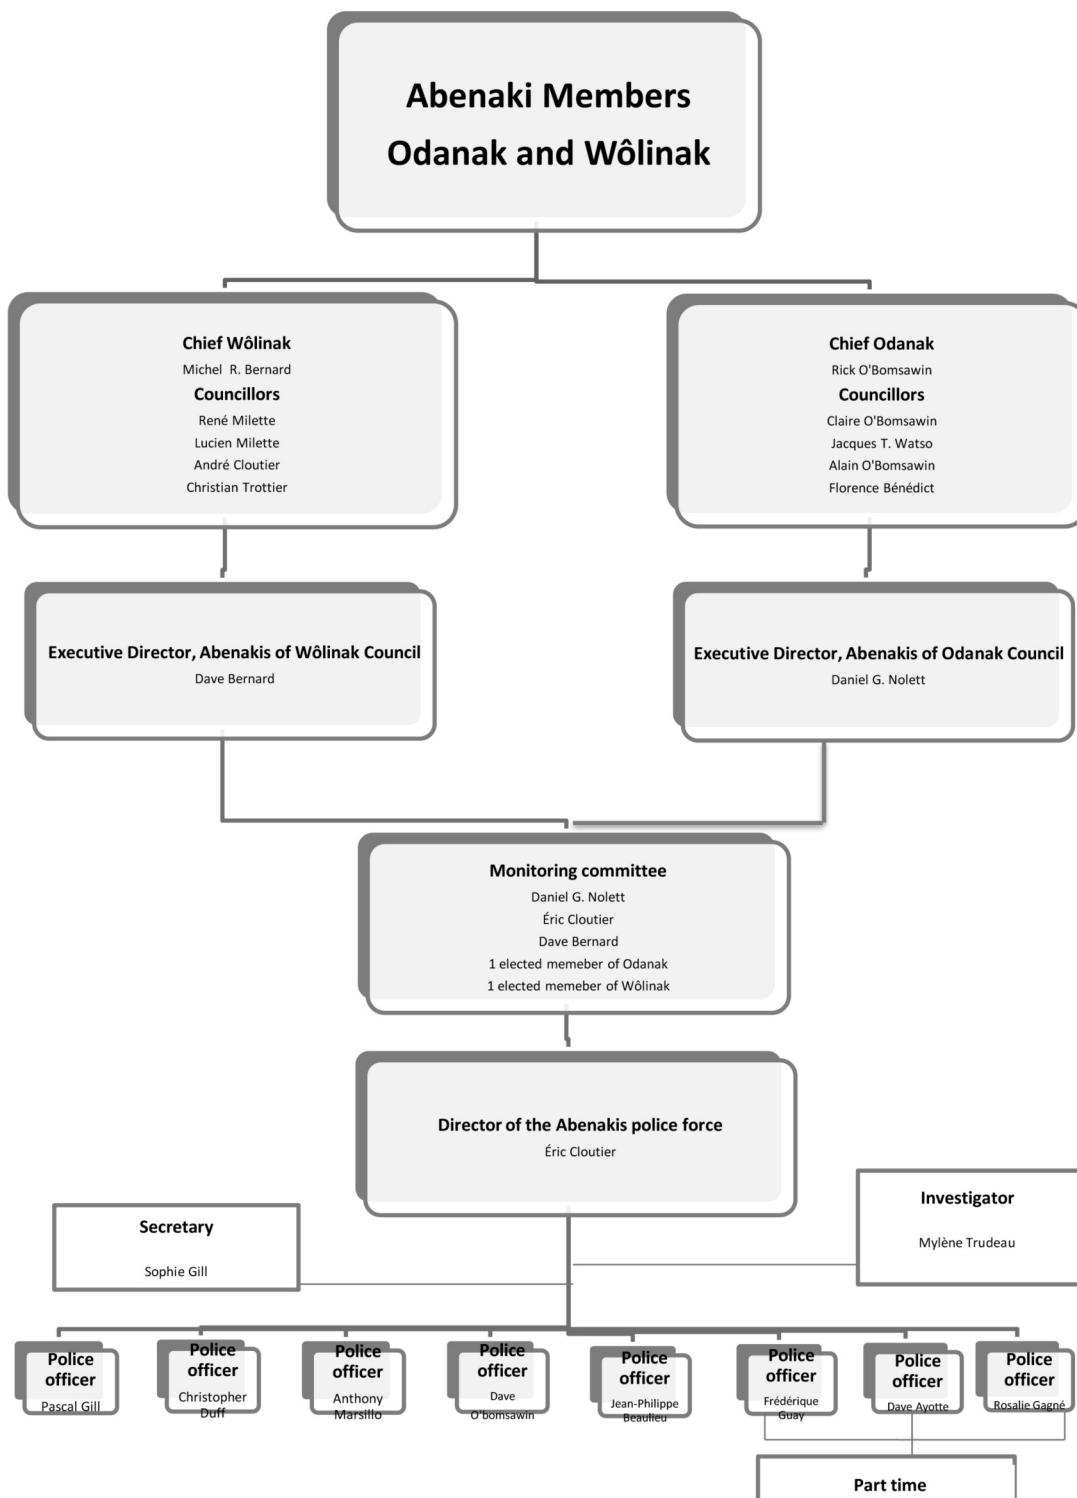 Abenaki Members
Odanak and Wôlinak
Chief Wôlinak
Michel R. Bernard
Councillors
René Milette
Lucien Milette
André Cloutier
Christian Trottier
Chief Odanak
Rick O'Bomsawin
Councillors
Claire O'Bomsawin
Jacques T. Watso
Alain O'Bomsawin
Florence Bénédict
Executive Director, Abenakis of Wôlinak Council
Dave Bernard
Executive Director, Abenakis of Odanak Council
Daniel G. Nolett
Monitoring committee
Daniel G. Nolett
Éric Cloutier
Dave Bernard
1 elected memeber of Odanak
1 elected memeber of Wôlinak
Director of the Abenakis police force
Éric Cloutier
Secretary
Sophie Gill
Investigator
Mylène Trudeau
Police
officer
Pascal Gill
Police
officer
Christopher
Duff
Police
officer
Anthony
Marsillo
Police
officer
Dave
O'bomsawin
Police
officer
Jean-Philippe
Beaulieu
Police
officer
Frédérique
Guay
Police
officer
Dave Ayotte
Police
officer
Rosalie Gagné
Part time